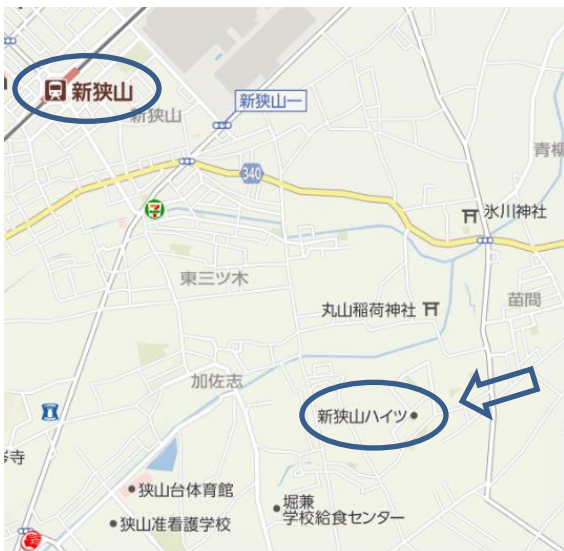 新狭山
新狭山一
新狭山
340
青柳
氷川神社
7
東三ツ木
丸山稲荷神社
苗間
加佐志
新狭山ハイツ
寺
狭山台体育館
堀兼
学校給食センター
狭山准看護学校